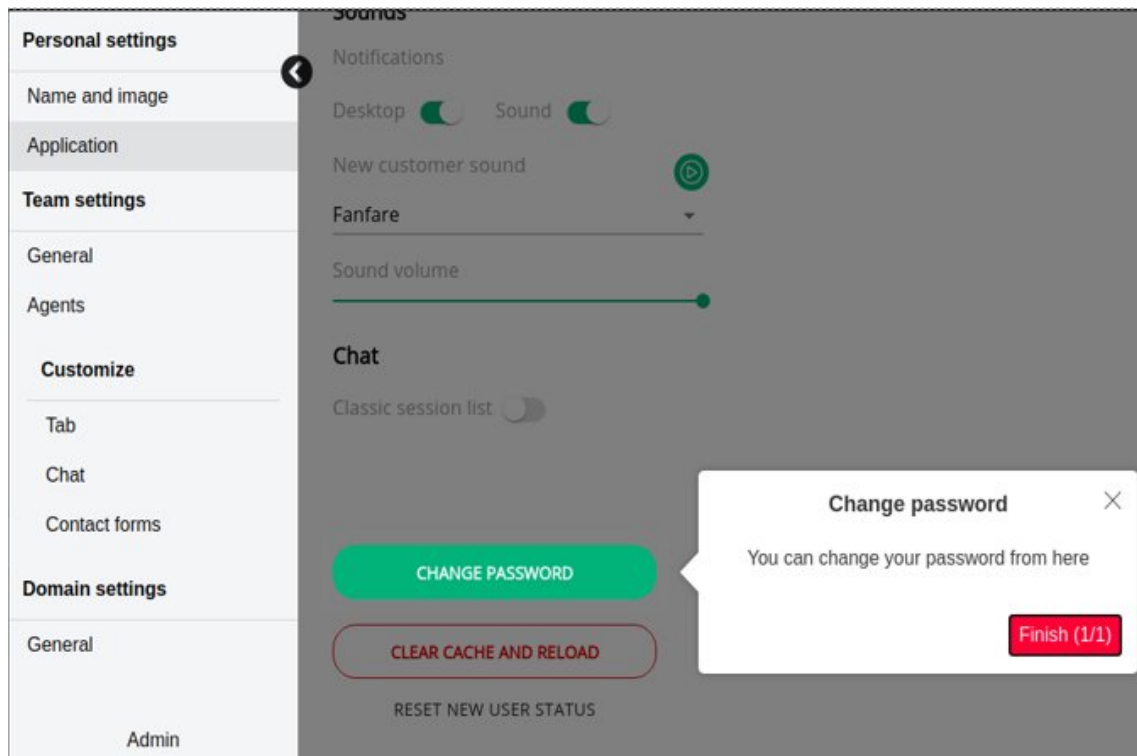 Personal settings
Name and image
Application
Team settings
General
Agents
Customize
Tab
Chat
Contact forms
Domain settings
General
Admin
Sounds
Notifications
Desktop
Sound
New customer sound
Fanfare
Sound volume
Chat
Classic session list
CHANGE PASSWORD
CLEAR CACHE AND RELOAD
RESET NEW USER STATUS
Change password
You can change your password from here
Finish (1/1)